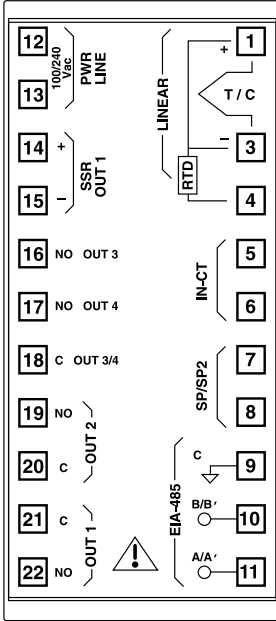 12
13
100/240
Vac
PWR
LINE
14 +
15 –
SSR
OUT 1
16 NO OUT 3
17 NO OUT 4
18 C OUT 3/4
19 NO
20 C
OUT 2
21 C
22 NO
OUT 1
LINEAR
+
–
RTD
T / C
1
3
4
IN-CT
5
6
SP/SP2
7
8
EIA-485
C 9
B/B′ 10
A/A′ 11